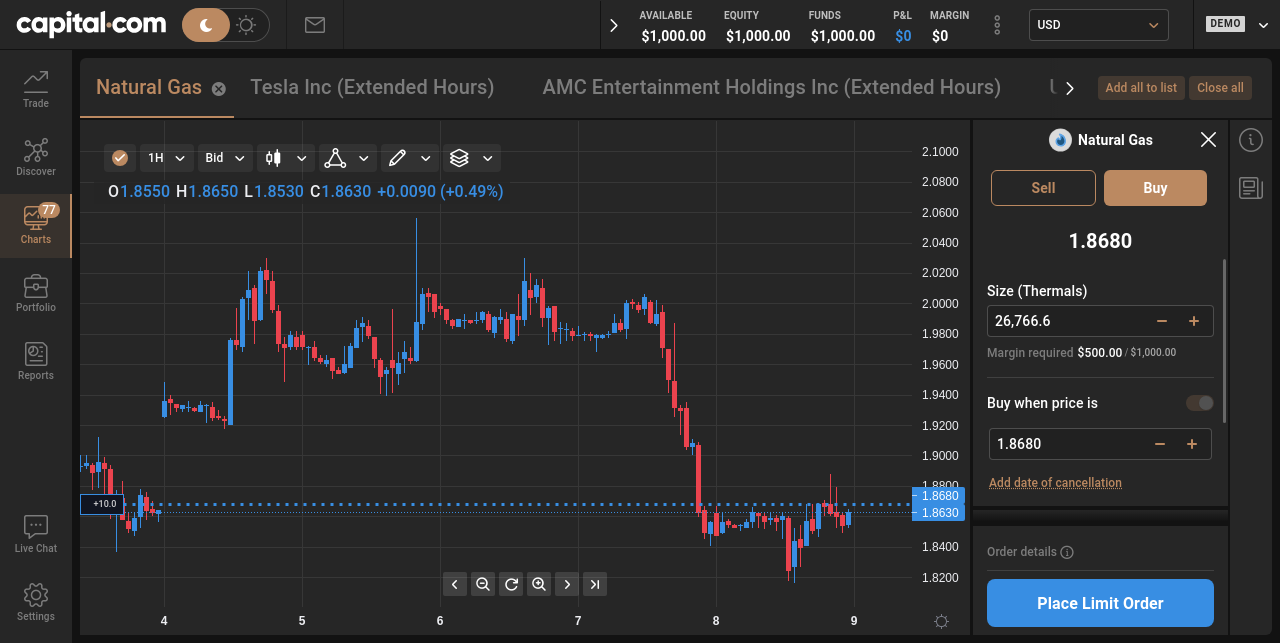 capital.com
AVAILABLE EQUITY FUNDS P&L MARGIN
$1,000.00 $1,000.00 $1,000.00 $0 $0
USD
DEMO
Trade
Discover
77
Charts
Portfolio
Reports
Live Chat
Settings
Natural Gas
Tesla Inc (Extended Hours)
AMC Entertainment Holdings Inc (Extended Hours)
Add all to list
Close all
1H
Bid
O1.8550 H1.8650 L1.8530 C1.8630 +0.0090 (+0.49%)
2.1000
2.0800
2.0600
2.0400
2.0200
2.0000
1.9800
1.9600
1.9400
1.9200
1.9000
1.8800
1.8680
1.8630
1.8400
1.8200
+10.0
4 5 6 7 8 9
Natural Gas
Sell
Buy
1.8680
Size (Thermals)
26,766.6
Margin required $500.00 / $1,000.00
Buy when price is
1.8680
Add date of cancellation
Order details
Place Limit Order